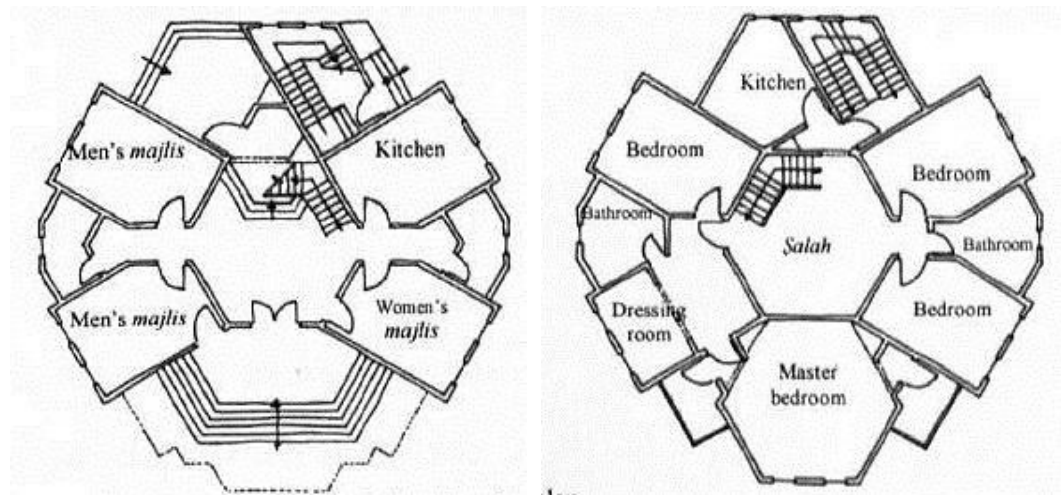 Men's majlis
Kitchen
Men's majlis
Women's
majlis
Kitchen
Bedroom
Bedroom
Bathroom
Ṣalah
Bathroom
Dressing
room
Bedroom
Master
bedroom